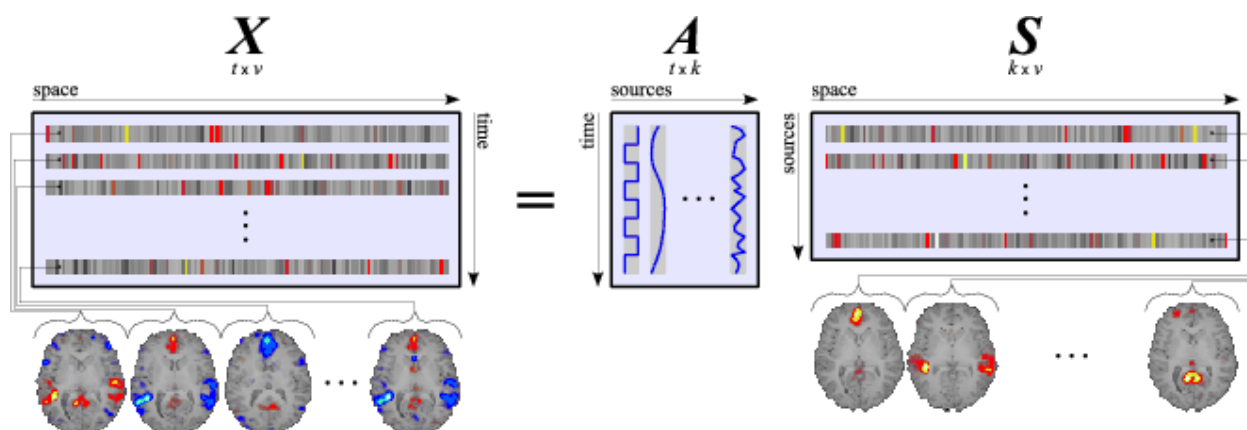 X
t x v
space
time
=
A
t x k
sources
time
S
k x v
space
sources